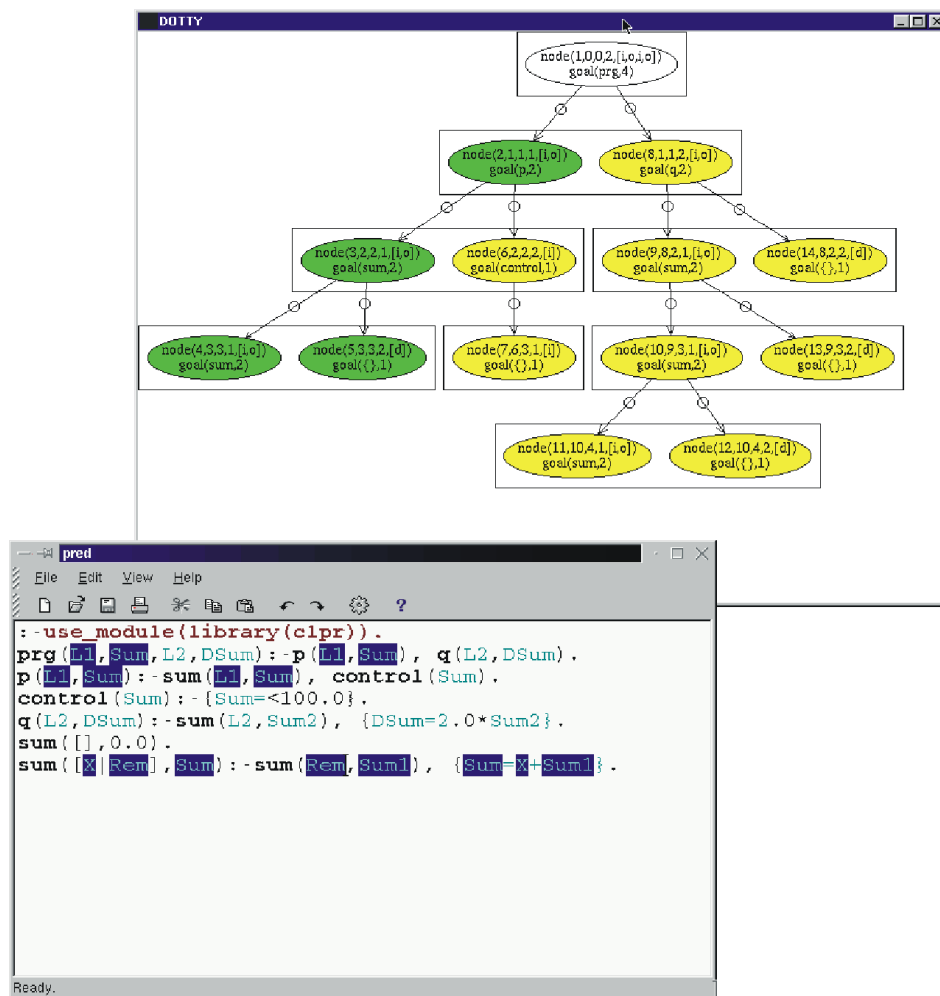 DOTTY
node(1,0,0,2,[i,o,i,o])
goal(prg,4)
node(2,1,1,1,[i,o])
goal(p,2)
node(8,1,1,2,[i,o])
goal(q,2)
node(3,2,2,1,[i,o])
goal(sum,2)
node(6,2,2,2,[i])
goal(control,1)
node(9,8,2,1,[i,o])
goal(sum,2)
node(14,8,2,2,[d])
goal({},1)
node(4,3,3,1,[i,o])
goal(sum,2)
node(5,3,3,2,[d])
goal({},1)
node(7,6,3,1,[i])
goal({},1)
node(10,9,3,1,[i,o])
goal(sum,2)
node(13,9,3,2,[d])
goal({},1)
node(11,10,4,1,[i,o])
goal(sum,2)
node(12,10,4,2,[d])
goal({},1)
pred
File Edit View Help
?
:-use_module(library(clpr)).
prg(L1,Sum,L2,DSum):-p(L1,Sum), q(L2,DSum).
p(L1,Sum):-sum(L1,Sum), control(Sum).
control(Sum):-{Sum=<100.0}.
q(L2,DSum):-sum(L2,Sum2), {DSum=2.0*Sum2}.
sum([],0.0).
sum([X|Rem],Sum):-sum(Rem,Sum1), {Sum=X+Sum1}.
Ready.